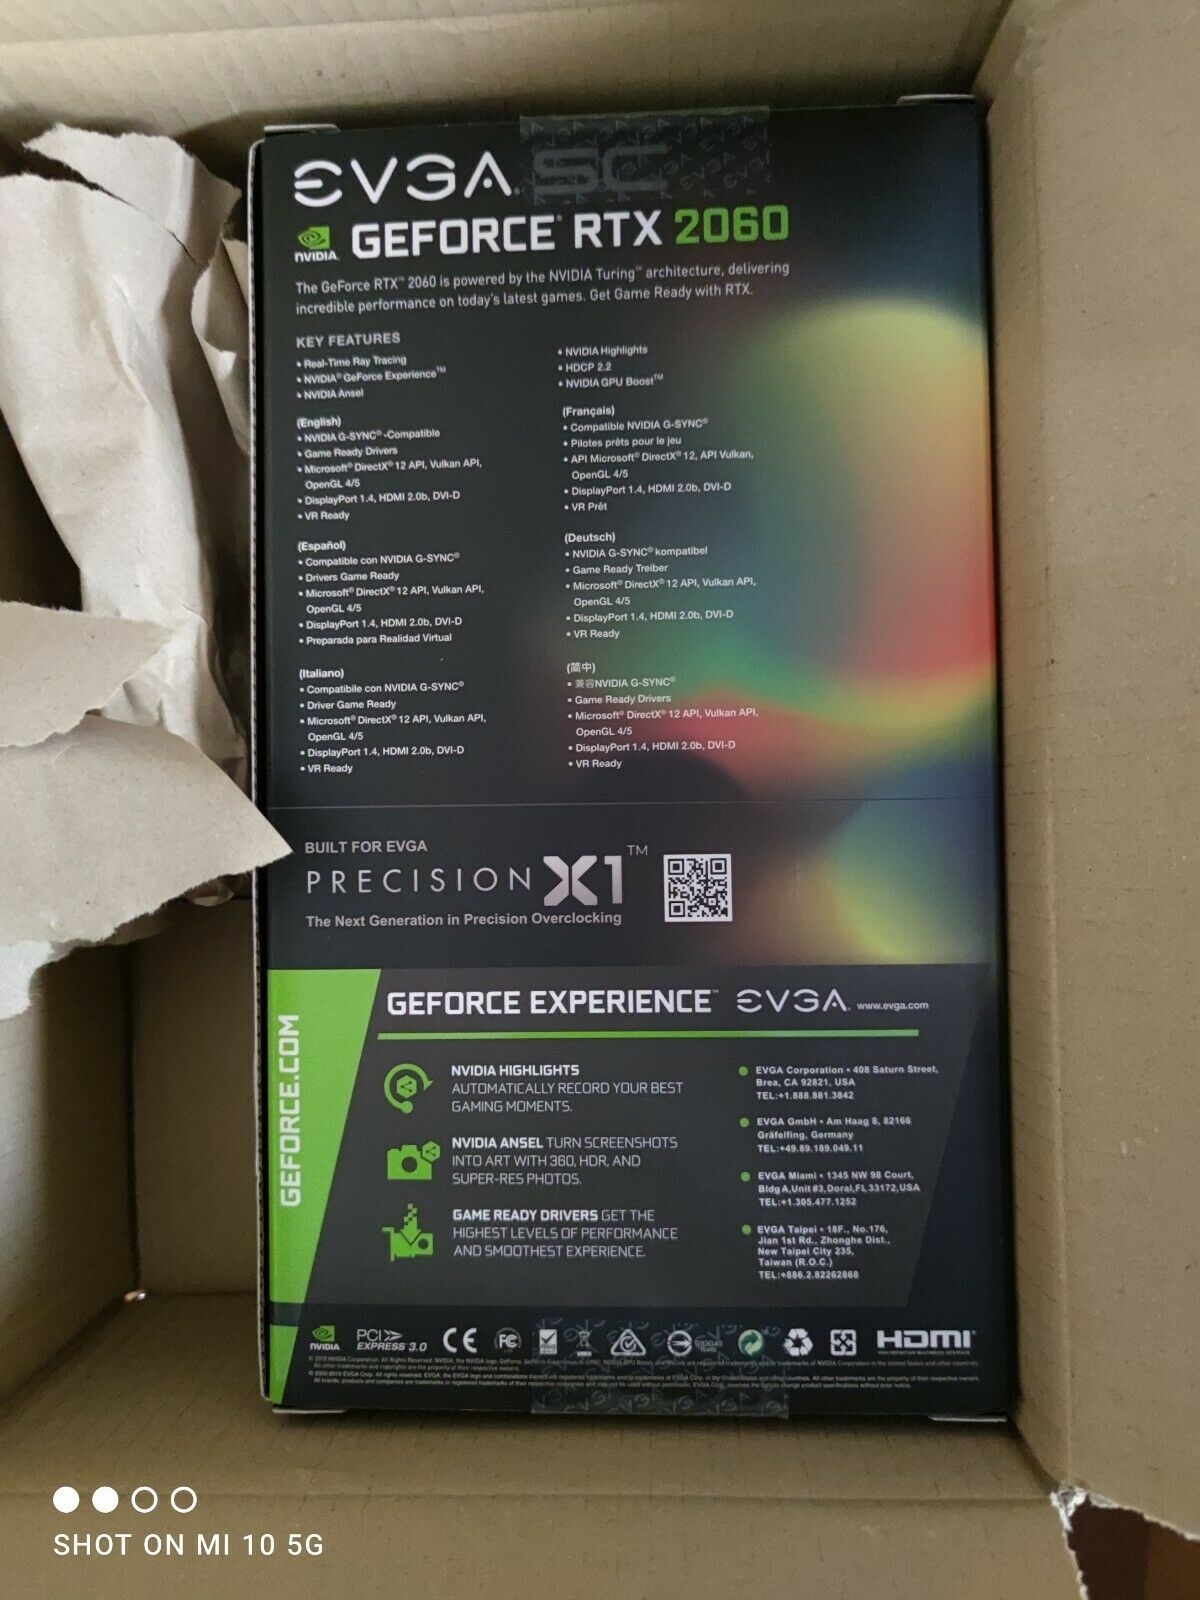 EVGA SC
NVIDIA GEFORCE® RTX 2060
The GeForce RTX™ 2060 is powered by the NVIDIA Turing™ architecture, delivering
incredible performance on today's latest games. Get Game Ready with RTX.
KEY FEATURES
• Real-Time Ray Tracing
• NVIDIA® GeForce Experience™
• NVIDIA Ansel
• NVIDIA Highlights
• HDCP 2.2
• NVIDIA GPU Boost™
(English)
• NVIDIA G-SYNC® -Compatible
• Game Ready Drivers
• Microsoft® DirectX® 12 API, Vulkan API,
OpenGL 4/5
• DisplayPort 1.4, HDMI 2.0b, DVI-D
• VR Ready
(Français)
• Compatible NVIDIA G-SYNC®
• Pilotes prêts pour le jeu
• API Microsoft® DirectX® 12, API Vulkan,
OpenGL 4/5
• DisplayPort 1.4, HDMI 2.0b, DVI-D
• VR Prêt
(Español)
• Compatible con NVIDIA G-SYNC®
• Drivers Game Ready
• Microsoft® DirectX® 12 API, Vulkan API,
OpenGL 4/5
• DisplayPort 1.4, HDMI 2.0b, DVI-D
• Preparada para Realidad Virtual
(Deutsch)
• NVIDIA G-SYNC® kompatibel
• Game Ready Treiber
• Microsoft® DirectX® 12 API, Vulkan API,
OpenGL 4/5
• DisplayPort 1.4, HDMI 2.0b, DVI-D
• VR Ready
(Italiano)
• Compatibile con NVIDIA G-SYNC®
• Driver Game Ready
• Microsoft® DirectX® 12 API, Vulkan API,
OpenGL 4/5
• DisplayPort 1.4, HDMI 2.0b, DVI-D
• VR Ready
(简中)
• 兼容NVIDIA G-SYNC®
• Game Ready Drivers
• Microsoft® DirectX® 12 API, Vulkan API,
OpenGL 4/5
• DisplayPort 1.4, HDMI 2.0b, DVI-D
• VR Ready
BUILT FOR EVGA
PRECISION X1™
The Next Generation in Precision Overclocking
GEFORCE EXPERIENCE™ EVGA. www.evga.com
GEFORCE.COM
NVIDIA HIGHLIGHTS
AUTOMATICALLY RECORD YOUR BEST
GAMING MOMENTS.
NVIDIA ANSEL TURN SCREENSHOTS
INTO ART WITH 360, HDR, AND
SUPER-RES PHOTOS.
GAME READY DRIVERS GET THE
HIGHEST LEVELS OF PERFORMANCE
AND SMOOTHEST EXPERIENCE.
EVGA Corporation • 408 Saturn Street,
Brea, CA 92821, USA
TEL:+1.888.881.3842
EVGA GmbH • Am Haag 8, 82166
Gräfelfing, Germany
TEL:+49.89.189.049.11
EVGA Miami • 1345 NW 98 Court,
Bldg A,Unit #3,Doral,FL 33172,USA
TEL:+1.305.477.1252
EVGA Taipei • 18F., No.176,
Jian 1st Rd., Zhonghe Dist.,
New Taipei City 235,
Taiwan (R.O.C.)
TEL:+886.2.82262868
NVIDIA PCI EXPRESS 3.0 CE FC HDMI
SHOT ON MI 10 5G